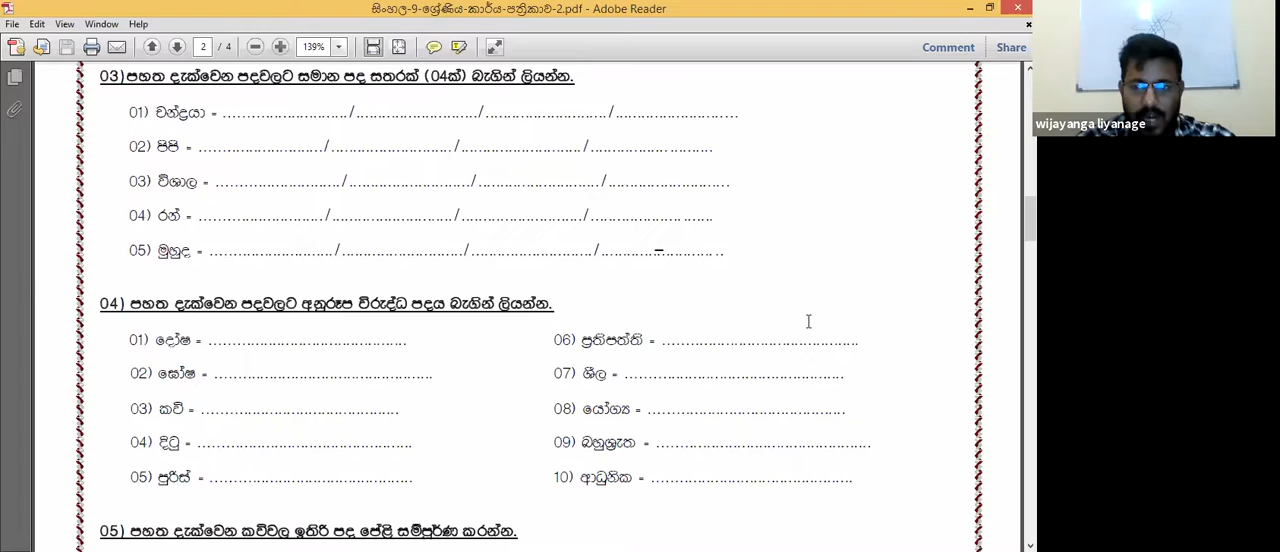 සිංහල-9-ශ්‍රේණිය-කාර්ය-පත්‍රිකාව-2.pdf - Adobe Reader
File Edit View Window Help
2 / 4 139% Comment Share
03) පහත දැක්වෙන පදවලට සමාන පද සතරක් (04ක්) බැගින් ලියන්න.
01) චන්ද්‍රයා = ............................/............................/............................/............................
02) පිපි = ............................/............................/............................/............................
03) විශාල = ............................/............................/............................/............................
04) රන් = ............................/............................/............................/............................
05) මුහුද = ............................/............................/............................/............................
wijayanga liyanage
04) පහත දැක්වෙන පදවලට අනුරූප විරුද්ධ පදය බැගින් ලියන්න.
01) දෝෂ = ............................................ 06) ප්‍රතිපත්ති = ............................................
02) ඝෝෂ = ............................................ 07) ශීල = ............................................
03) කවි = ............................................ 08) යෝග්‍ය = ............................................
04) දිටු = ............................................ 09) බහුශ්‍රැත = ............................................
05) පුරිස් = ............................................ 10) ආධුනික = ............................................
05) පහත දැක්වෙන කවිවල ඉතිරි පද පේළි සම්පූර්ණ කරන්න.